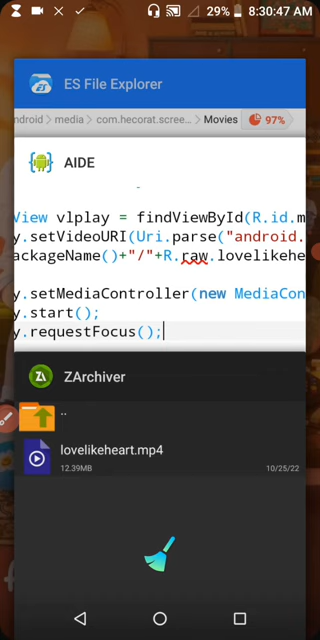 29% 8:30:47 AM
ES File Explorer
ndroid > media > com.hecorat.scree... > Movies 97%
AIDE
View vlplay = findViewById(R.id.m
y.setVideoURI(Uri.parse("android.
ackageName()+"/"+R.raw.lovelikehe
y.setMediaController(new MediaCon
y.start();
y.requestFocus();
ZArchiver
..
lovelikeheart.mp4
12.39MB 10/25/22